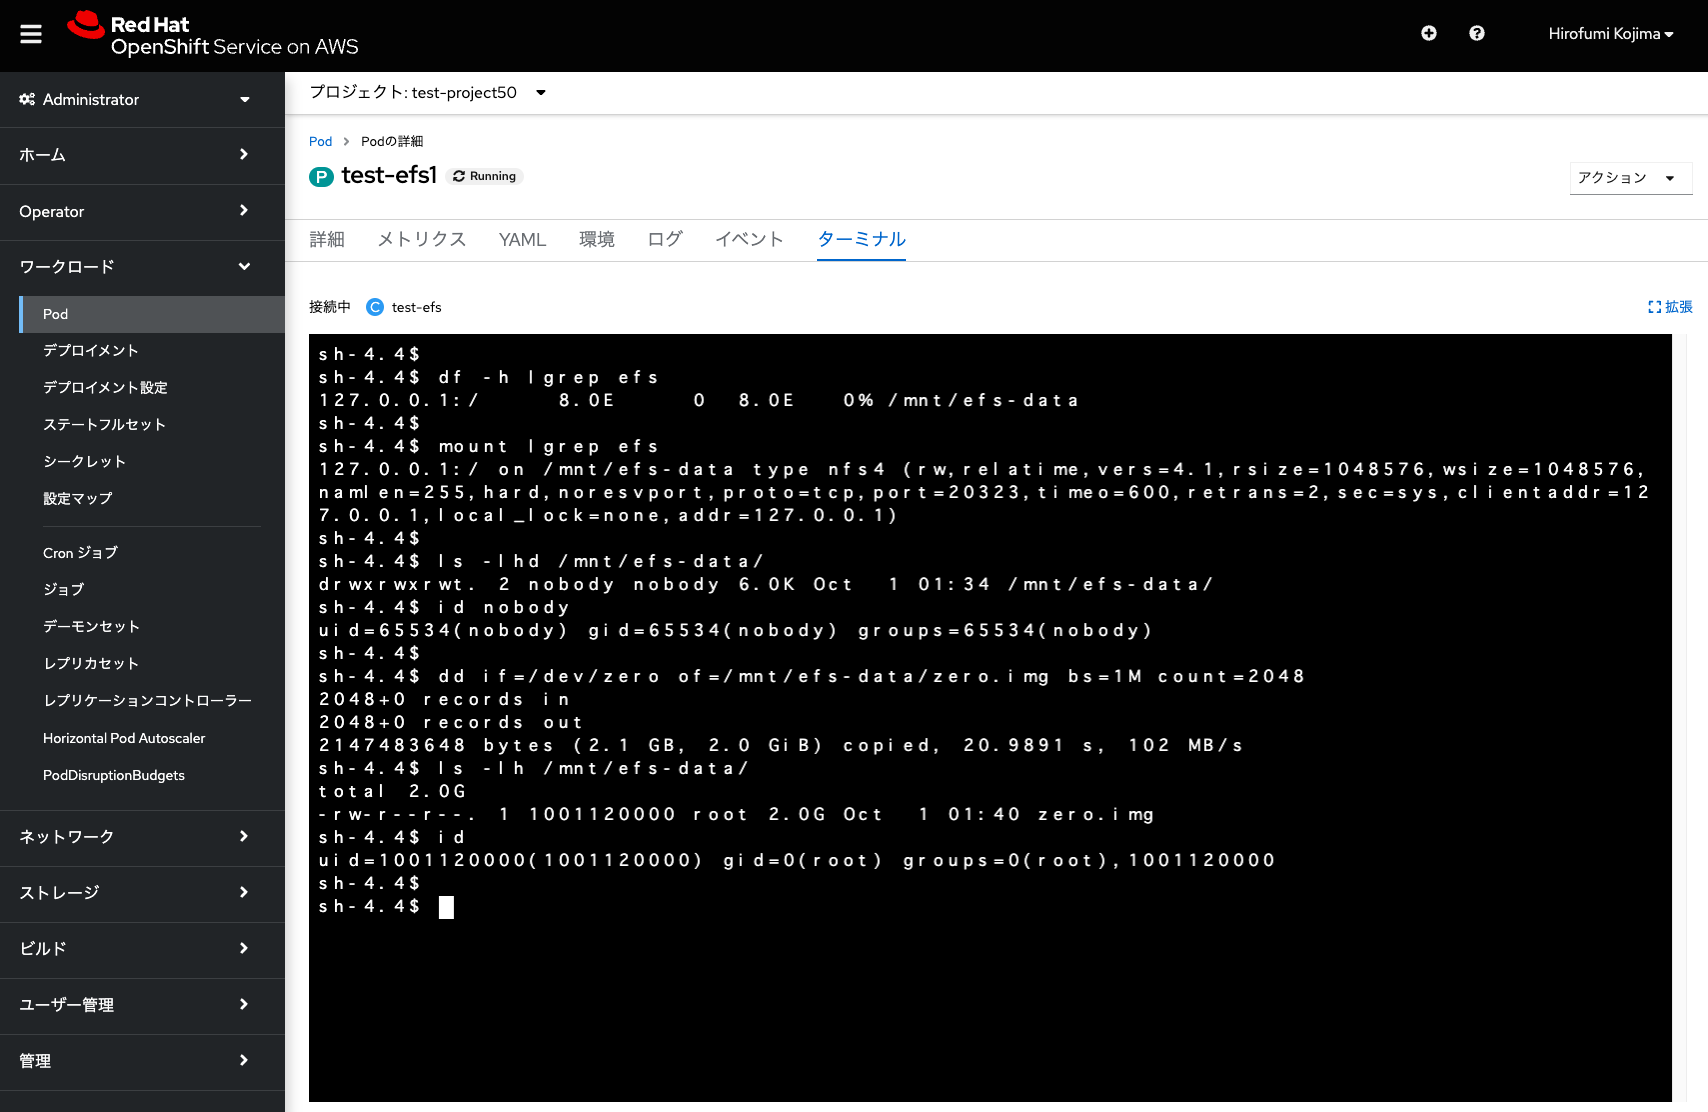 Red Hat
OpenShift Service on AWS
Hirofumi Kojima
Administrator
ホーム
Operator
ワークロード
Pod
デプロイメント
デプロイメント設定
ステートフルセット
シークレット
設定マップ
Cron ジョブ
ジョブ
デーモンセット
レプリカセット
レプリケーションコントローラー
Horizontal Pod Autoscaler
PodDisruptionBudgets
ネットワーク
ストレージ
ビルド
ユーザー管理
管理
プロジェクト: test-project50
Pod > Podの詳細
P test-efs1 Running
アクション
詳細 メトリクス YAML 環境 ログ イベント ターミナル
接続中 C test-efs
拡張
sh-4.4$
sh-4.4$ df -h |grep efs
127.0.0.1:/ 8.0E 0 8.0E 0% /mnt/efs-data
sh-4.4$
sh-4.4$ mount |grep efs
127.0.0.1:/ on /mnt/efs-data type nfs4 (rw,relatime,vers=4.1,rsize=1048576,wsize=1048576,
namlen=255,hard,noresvport,proto=tcp,port=20323,timeo=600,retrans=2,sec=sys,clientaddr=12
7.0.0.1,local_lock=none,addr=127.0.0.1)
sh-4.4$
sh-4.4$ ls -lhd /mnt/efs-data/
drwxrwxrwt. 2 nobody nobody 6.0K Oct 1 01:34 /mnt/efs-data/
sh-4.4$ id nobody
uid=65534(nobody) gid=65534(nobody) groups=65534(nobody)
sh-4.4$
sh-4.4$ dd if=/dev/zero of=/mnt/efs-data/zero.img bs=1M count=2048
2048+0 records in
2048+0 records out
2147483648 bytes (2.1 GB, 2.0 GiB) copied, 20.9891 s, 102 MB/s
sh-4.4$ ls -lh /mnt/efs-data/
total 2.0G
-rw-r--r--. 1 1001120000 root 2.0G Oct 1 01:40 zero.img
sh-4.4$ id
uid=1001120000(1001120000) gid=0(root) groups=0(root),1001120000
sh-4.4$
sh-4.4$